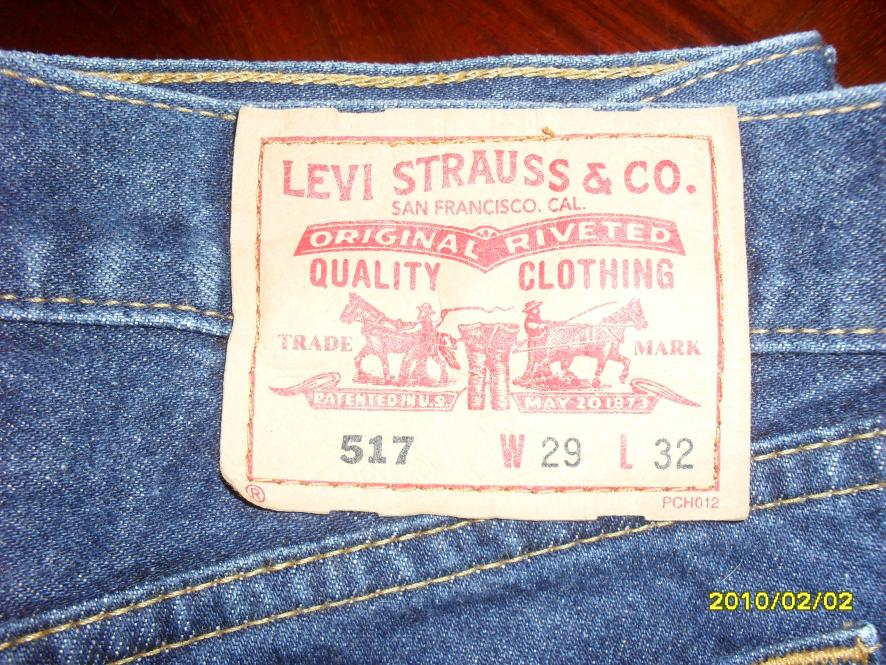 LEVI STRAUSS & CO.
SAN FRANCISCO. CAL.
ORIGINAL RIVETED
QUALITY CLOTHING
TRADE MARK
PATENTED IN U.S. MAY 20 1873
517 W 29 L 32
® PCH012
2010/02/02